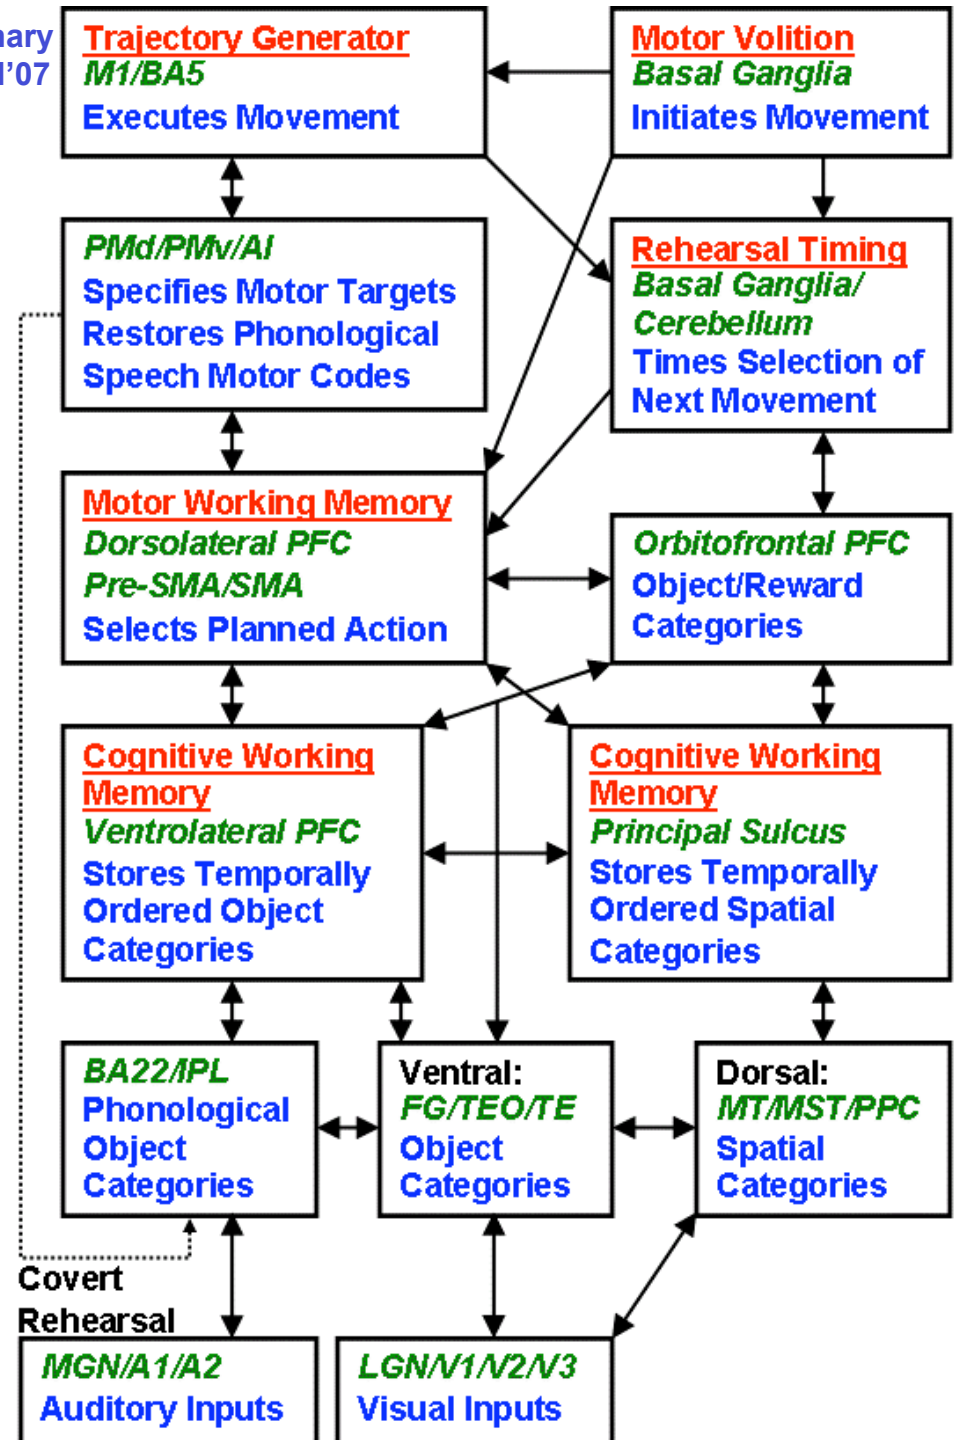 Trajectory Generator
M1/BA5
Executes Movement
Motor Volition
Basal Ganglia
Initiates Movement
PMd/PMv/AI
Specifies Motor Targets
Restores Phonological
Speech Motor Codes
Rehearsal Timing
Basal Ganglia/
Cerebellum
Times Selection of
Next Movement
Motor Working Memory
Dorsolateral PFC
Pre-SMA/SMA
Selects Planned Action
Orbitofrontal PFC
Object/Reward
Categories
Cognitive Working
Memory
Ventrolateral PFC
Stores Temporally
Ordered Object
Categories
Cognitive Working
Memory
Principal Sulcus
Stores Temporally
Ordered Spatial
Categories
BA22/IPL
Phonological
Object
Categories
Ventral:
FG/TEO/TE
Object
Categories
Dorsal:
MT/MST/PPC
Spatial
Categories
Covert
Rehearsal
MGN/A1/A2
Auditory Inputs
LGN/V1/V2/V3
Visual Inputs